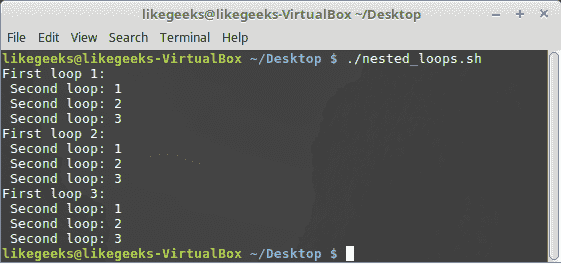 likegeeks@likegeeks-VirtualBox ~/Desktop
File Edit View Search Terminal Help
likegeeks@likegeeks-VirtualBox ~/Desktop $ ./nested_loops.sh
First loop 1:
 Second loop: 1
 Second loop: 2
 Second loop: 3
First loop 2:
 Second loop: 1
 Second loop: 2
 Second loop: 3
First loop 3:
 Second loop: 1
 Second loop: 2
 Second loop: 3
likegeeks@likegeeks-VirtualBox ~/Desktop $